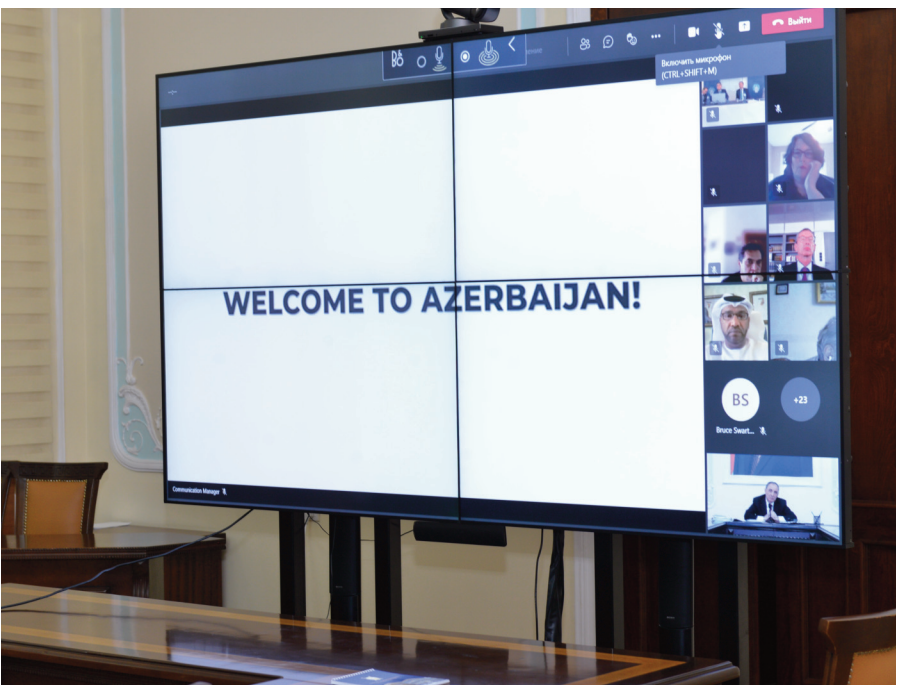 Выйти
Включить микрофон
(CTRL+SHIFT+M)
WELCOME TO AZERBAIJAN!
BS
+23
Bruce Swart...
Communication Manager